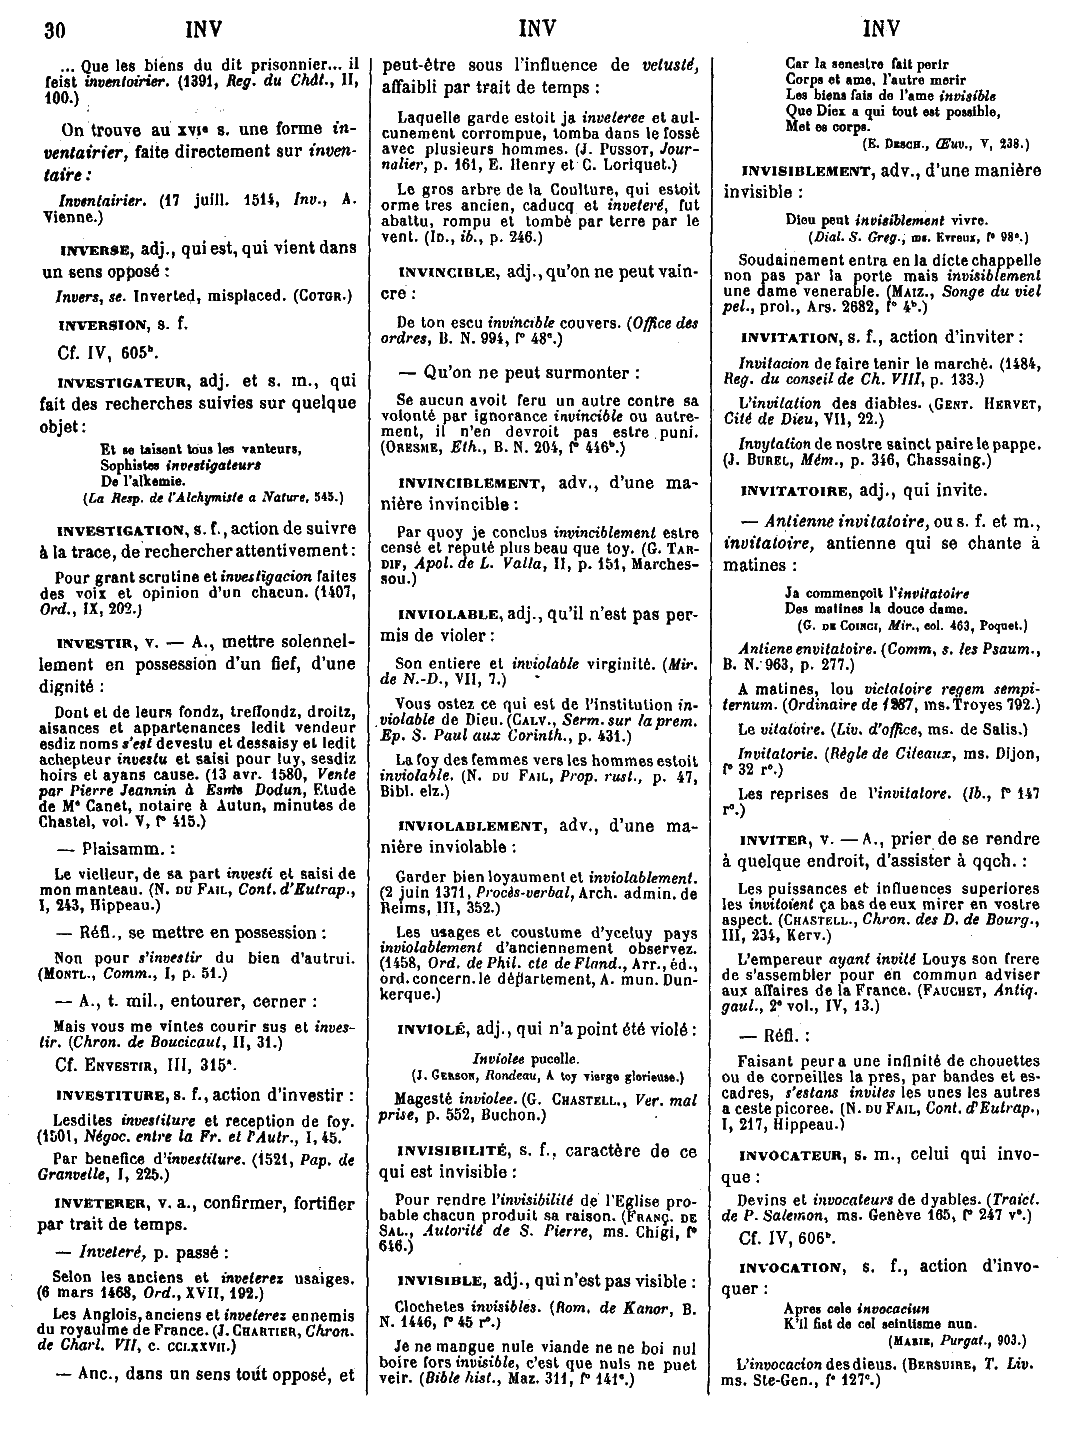 30 INV INV INV
... Que les biens du dit prisonnier... il
feist inventoirier. (1391, Reg. du Chât., II,
100.)
On trouve au XVIe s. une forme in-
ventairier, faite directement sur inven-
taire :
Inventairier. (17 juill. 1514, Inv., A.
Vienne.)
INVERSE, adj., qui est, qui vient dans
un sens opposé :
Invers, se. Inverted, misplaced. (COTGR.)
INVERSION, s. f.
Cf. IV, 605b.
INVESTIGATEUR, adj. et s. m., qui
fait des recherches suivies sur quelque
objet :
Et se taisent tous les vanteurs,
Sophistes investigateurs
De l'alkemie.
(La Resp. de l'Alchymiste a Nature, 545.)
INVESTIGATION, s. f., action de suivre
à la trace, de rechercher attentivement :
Pour grant scrutine et investigacion faites
des voix et opinion d'un chacun. (1407,
Ord., IX, 202.)
INVESTIR, v. — A., mettre solennel-
lement en possession d'un fief, d'une
dignité :
Dont et de leurs fondz, treffondz, droitz,
aisances et appartenances ledit vendeur
esdiz noms s'est devestu et dessaisy et ledit
achepteur investu et saisi pour luy, sesdiz
hoirs et ayans cause. (13 avr. 1580, Vente
par Pierre Jeannin à Esme Dodun, Etude
de Me Canet, notaire à Autun, minutes de
Chastel, vol. V, fo 415.)
— Plaisamm. :
Le vielleur, de sa part investi et saisi de
mon manteau. (N. DU FAIL, Cont. d'Eutrap.,
I, 243, Hippeau.)
— Réfl., se mettre en possession :
Non pour s'investir du bien d'autrui.
(MONTL., Comm., I, p. 51.)
— A., t. mil., entourer, cerner :
Mais vous me vintes courir sus et inves-
tir. (Chron. de Boucicaut, II, 31.)
Cf. ENVESTIR, III, 315a.
INVESTITURE, s. f., action d'investir :
Lesdites investiture et reception de foy.
(1501, Négoc. entre la Fr. et l'Autr., I, 45.
Par benefice d'investiture. (1521, Pap. de
Granvelle, I, 225.)
INVETERER, v. a., confirmer, fortifier
par trait de temps.
— Inveteré, p. passé :
Selon les anciens et inveterez usaiges.
(6 mars 1468, Ord., XVII, 192.)
Les Anglois, anciens et inveterez ennemis
du royaulme de France. (J. CHARTIER, Chron.
de Charl. VII, c. CCLXXVII.)
— Anc., dans un sens tout opposé, et
peut-être sous l'influence de vetusté,
affaibli par trait de temps :
Laquelle garde estoit ja inveteree et aul-
cunement corrompue, tomba dans le fossé
avec plusieurs hommes. (J. PUSSOT, Jour-
nalier, p. 161, E. Henry et C. Loriquet.)
Le gros arbre de la Coulture, qui estoit
orme tres ancien, caducq et inveteré, fut
abattu, rompu et tombé par terre par le
vent. (ID., ib., p. 246.)
INVINCIBLE, adj., qu'on ne peut vain-
cre :
De ton escu invincible couvers. (Office des
ordres, B. N. 994, fo 48c.)
— Qu'on ne peut surmonter :
Se aucun avoit feru un autre contre sa
volonté par ignorance invincible ou autre-
ment, il n'en devroit pas estre puni.
(ORESME, Eth., B. N. 204, fo 446b.)
INVINCIBLEMENT, adv., d'une ma-
nière invincible :
Par quoy je conclus invinciblement estre
censé et reputé plus beau que toy. (G. TAR-
DIF, Apol. de L. Valla, II, p. 151, Marches-
sou.)
INVIOLABLE, adj., qu'il n'est pas per-
mis de violer :
Son entiere et inviolable virginité. (Mir.
de N.-D., VII, 7.)
Vous ostez ce qui est de l'institution in-
violable de Dieu. (CALV., Serm. sur la prem.
Ep. S. Paul aux Corinth., p. 431.)
La foy des femmes vers les hommes estoit
inviolable. (N. DU FAIL, Prop. rust., p. 47,
Bibl. elz.)
INVIOLABLEMENT, adv., d'une ma-
nière inviolable :
Garder bien loyaument et inviolablement.
(2 juin 1371, Procès-verbal, Arch. admin. de
Reims, III, 352.)
Les usages et coustume d'yceluy pays
inviolablement d'anciennement observez.
(1458, Ord. de Phil. cte de Fland., Arr., éd.,
ord. concern. le département, A. mun. Dun-
kerque.)
INVIOLÉ, adj., qui n'a point été violé :
Inviolee pucelle.
(J. GERSON, Rondeau, A toy vierge glorieuse.)
Magesté inviolee. (G. CHASTELL., Ver. mal
prise, p. 552, Buchon.)
INVISIBILITÉ, s. f., caractère de ce
qui est invisible :
Pour rendre l'invisibilité de l'Eglise pro-
bable chacun produit sa raison. (FRANÇ. DE
SAL., Autorité de S. Pierre, ms. Chigi, fo
646.)
INVISIBLE, adj., qui n'est pas visible :
Clochetes invisibles. (Rom. de Kanor, B.
N. 1446, fo 45 ro.)
Je ne mangue nule viande ne ne boi nul
boire fors invisible, c'est que nuls ne puet
veir. (Bible hist., Maz. 311, fo 141c.)
Car la senestre fait perir
Corps et ame, l'autre merir
Les biens fais de l'ame invisible
Que Diex a qui tout est possible,
Met es corps.
(E. DESCH., Œuv., V, 238.)
INVISIBLEMENT, adv., d'une manière
invisible :
Dieu peut invisiblement vivre.
(Dial. S. Greg., ms. Evreux, fo 98a.)
Soudainement entra en la dicte chappelle
non pas par la porte mais invisiblement
une dame venerable. (MAIZ., Songe du viel
pel., prol., Ars. 2682, fo 4b.)
INVITATION, s. f., action d'inviter :
Invitacion de faire tenir le marché. (1484,
Reg. du conseil de Ch. VIII, p. 133.)
L'invitation des diables. (GENT. HERVET,
Cité de Dieu, VII, 22.)
Invytation de nostre sainct paire le pappe.
(J. BUREL, Mém., p. 346, Chassaing.)
INVITATOIRE, adj., qui invite.
— Antienne invitatoire, ou s. f. et m.,
invitatoire, antienne qui se chante à
matines :
Ja commençoit l'invitatoire
Des matines la douce dame.
(G. DE COINCI, Mir., col. 463, Poquet.)
Antiene envitatoire. (Comm. s. les Psaum.,
B. N. 963, p. 277.)
A matines, lou victatoire regem sempi-
ternum. (Ordinaire de 1287, ms. Troyes 792.)
Le vitatoire. (Liv. d'office, ms. de Salis.)
Invitatorie. (Règle de Citeaux, ms. Dijon,
fo 32 ro.)
Les reprises de l'invitatore. (Ib., fo 147
ro.)
INVITER, v. — A., prier de se rendre
à quelque endroit, d'assister à qqch. :
Les puissances et influences superiores
les invitoient ça bas de eux mirer en vostre
aspect. (CHASTELL., Chron. des D. de Bourg.,
III, 234, Kerv.)
L'empereur ayant invité Louys son frere
de s'assembler pour en commun adviser
aux affaires de la France. (FAUCHET, Antiq.
gaul., 2e vol., IV, 13.)
— Réfl. :
Faisant peur a une infinité de chouettes
ou de corneilles la pres, par bandes et es-
cadres, s'estans invites les unes les autres
a ceste picoree. (N. DU FAIL, Cont. d'Eutrap.,
I, 217, Hippeau.)
INVOCATEUR, s. m., celui qui invo-
que :
Devins et invocateurs de dyables. (Traict.
de P. Salemon, ms. Genève 165, fo 247 vo.)
Cf. IV, 606b.
INVOCATION, s. f., action d'invo-
quer :
Apres cele invocaciun
K'il fist de cel seintisme nun.
(MARIE, Purgat., 903.)
L'invocacion des dieus. (BERSUIRE, T. Liv.
ms. Ste-Gen., fo 127c.)